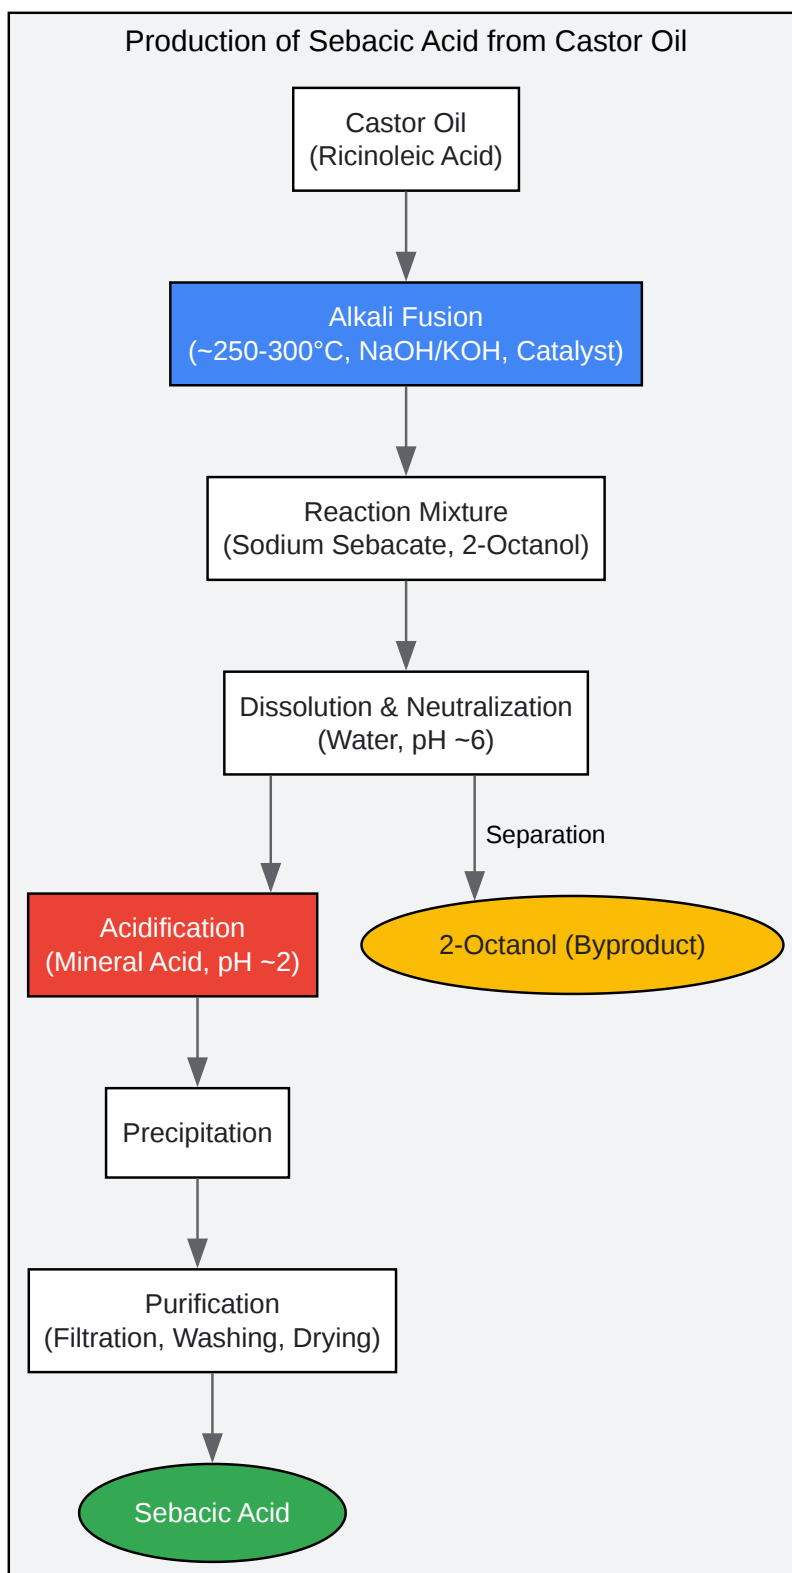 Production of Sebacic Acid from Castor Oil
Castor Oil
(Ricinoleic Acid)
Alkali Fusion
(~250-300°C, NaOH/KOH, Catalyst)
Reaction Mixture
(Sodium Sebacate, 2-Octanol)
Dissolution & Neutralization
(Water, pH ~6)
Separation
Acidification
(Mineral Acid, pH ~2)
2-Octanol (Byproduct)
Precipitation
Purification
(Filtration, Washing, Drying)
Sebacic Acid